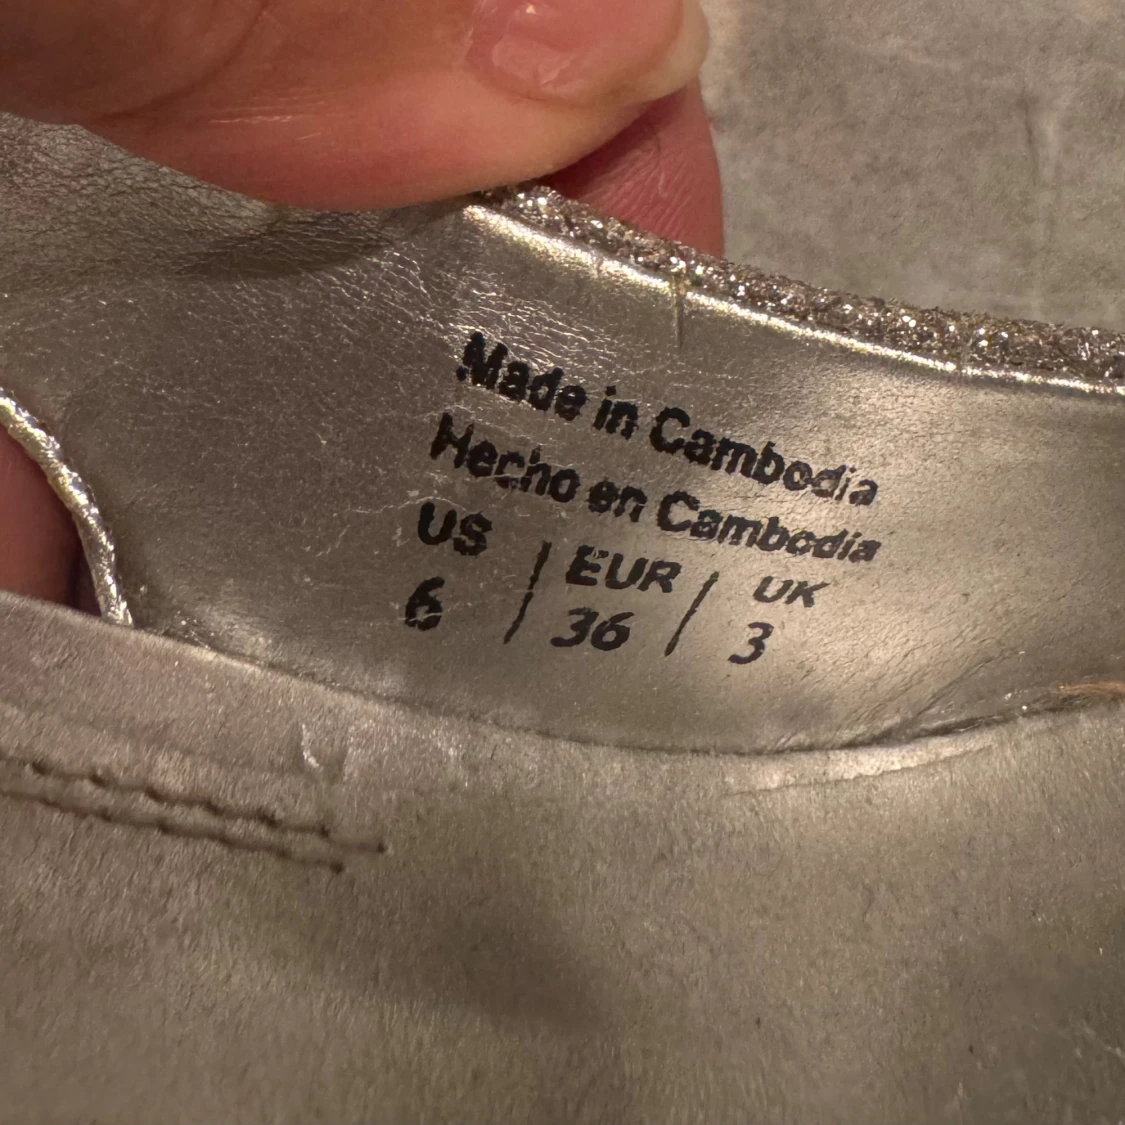 Made in Cambodia
Hecho en Cambodia
US | EUR | UK
6 | 36 | 3